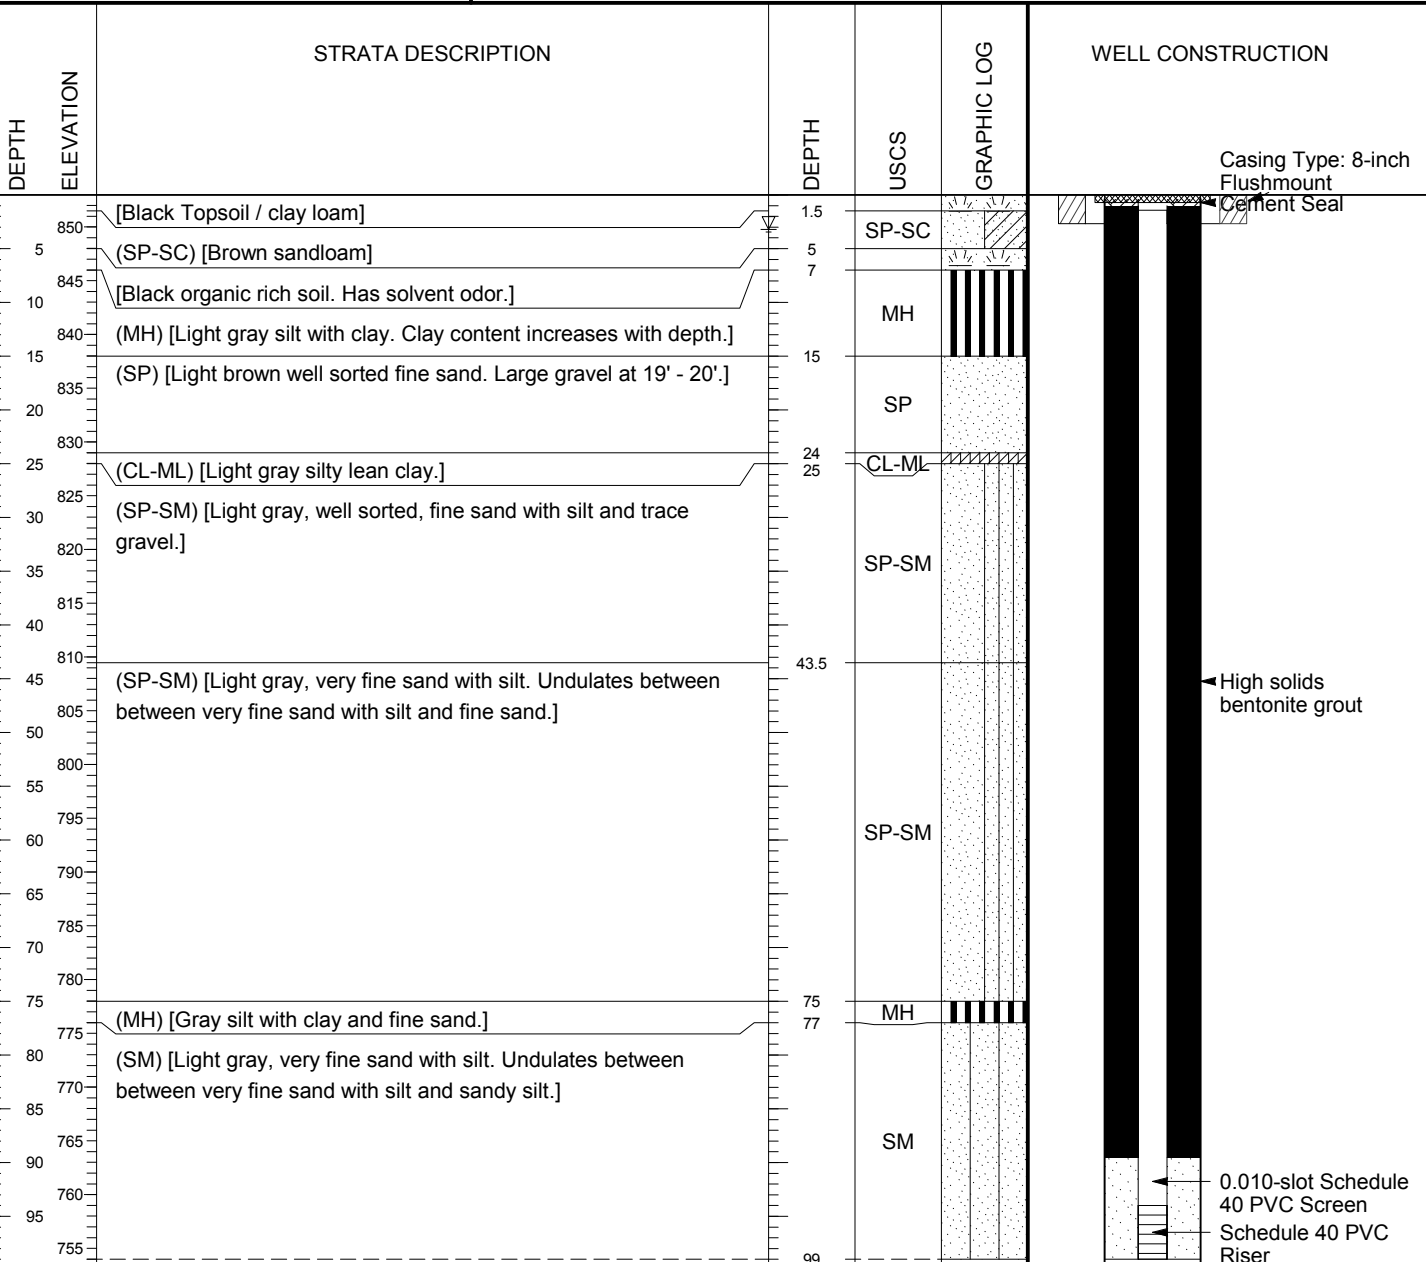 STRATA DESCRIPTION
WELL CONSTRUCTION
DEPTH
ELEVATION
DEPTH
USCS
GRAPHIC LOG
Casing Type: 8-inch
Flushmount
Cement Seal
[Black Topsoil / clay loam]
1.5
850
SP-SC
5
(SP-SC) [Brown sandloam]
5
7
845
[Black organic rich soil. Has solvent odor.]
10
MH
840
(MH) [Light gray silt with clay. Clay content increases with depth.]
15
15
(SP) [Light brown well sorted fine sand. Large gravel at 19' - 20'.]
835
20
SP
830
24
25
(CL-ML) [Light gray silty lean clay.]
25
CL-ML
825
(SP-SM) [Light gray, well sorted, fine sand with silt and trace
gravel.]
30
820
SP-SM
35
815
40
810
43.5
45
(SP-SM) [Light gray, very fine sand with silt. Undulates between
between very fine sand with silt and fine sand.]
High solids
bentonite grout
805
50
800
55
795
SP-SM
60
790
65
785
70
780
75
75
(MH) [Gray silt with clay and fine sand.]
MH
77
775
80
(SM) [Light gray, very fine sand with silt. Undulates between
between very fine sand with silt and sandy silt.]
770
85
765
SM
90
0.010-slot Schedule
40 PVC Screen
760
95
Schedule 40 PVC
Riser
755
99